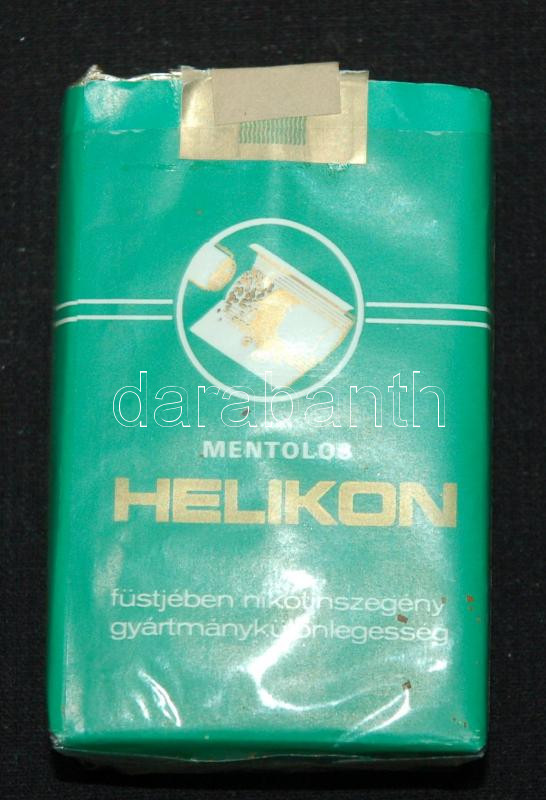 darabanth
MENTOLOS
HELIKON
füstjében nikotinszegény
gyártmánykülönlegesség